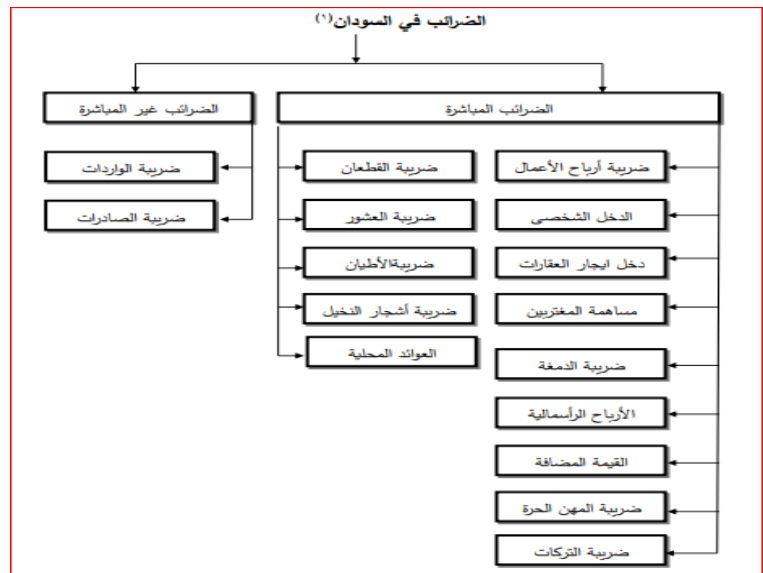 الضرائب في السودان(١)
الضرائب المباشرة
الضرائب غير المباشرة
ضريبة أرباح الأعمال
الدخل الشخصى
دخل ايجار العقارات
مساهمة المغتربين
ضريبة الدمغة
الأرباح الرأسمالية
القيمة المضافة
ضريبة المهن الحرة
ضريبة التركات
ضريبة القطعان
ضريبة العشور
ضريبةالأطيان
ضريبة أشجار النخيل
العوائد المحلية
ضريبة الواردات
ضريبة الصادرات